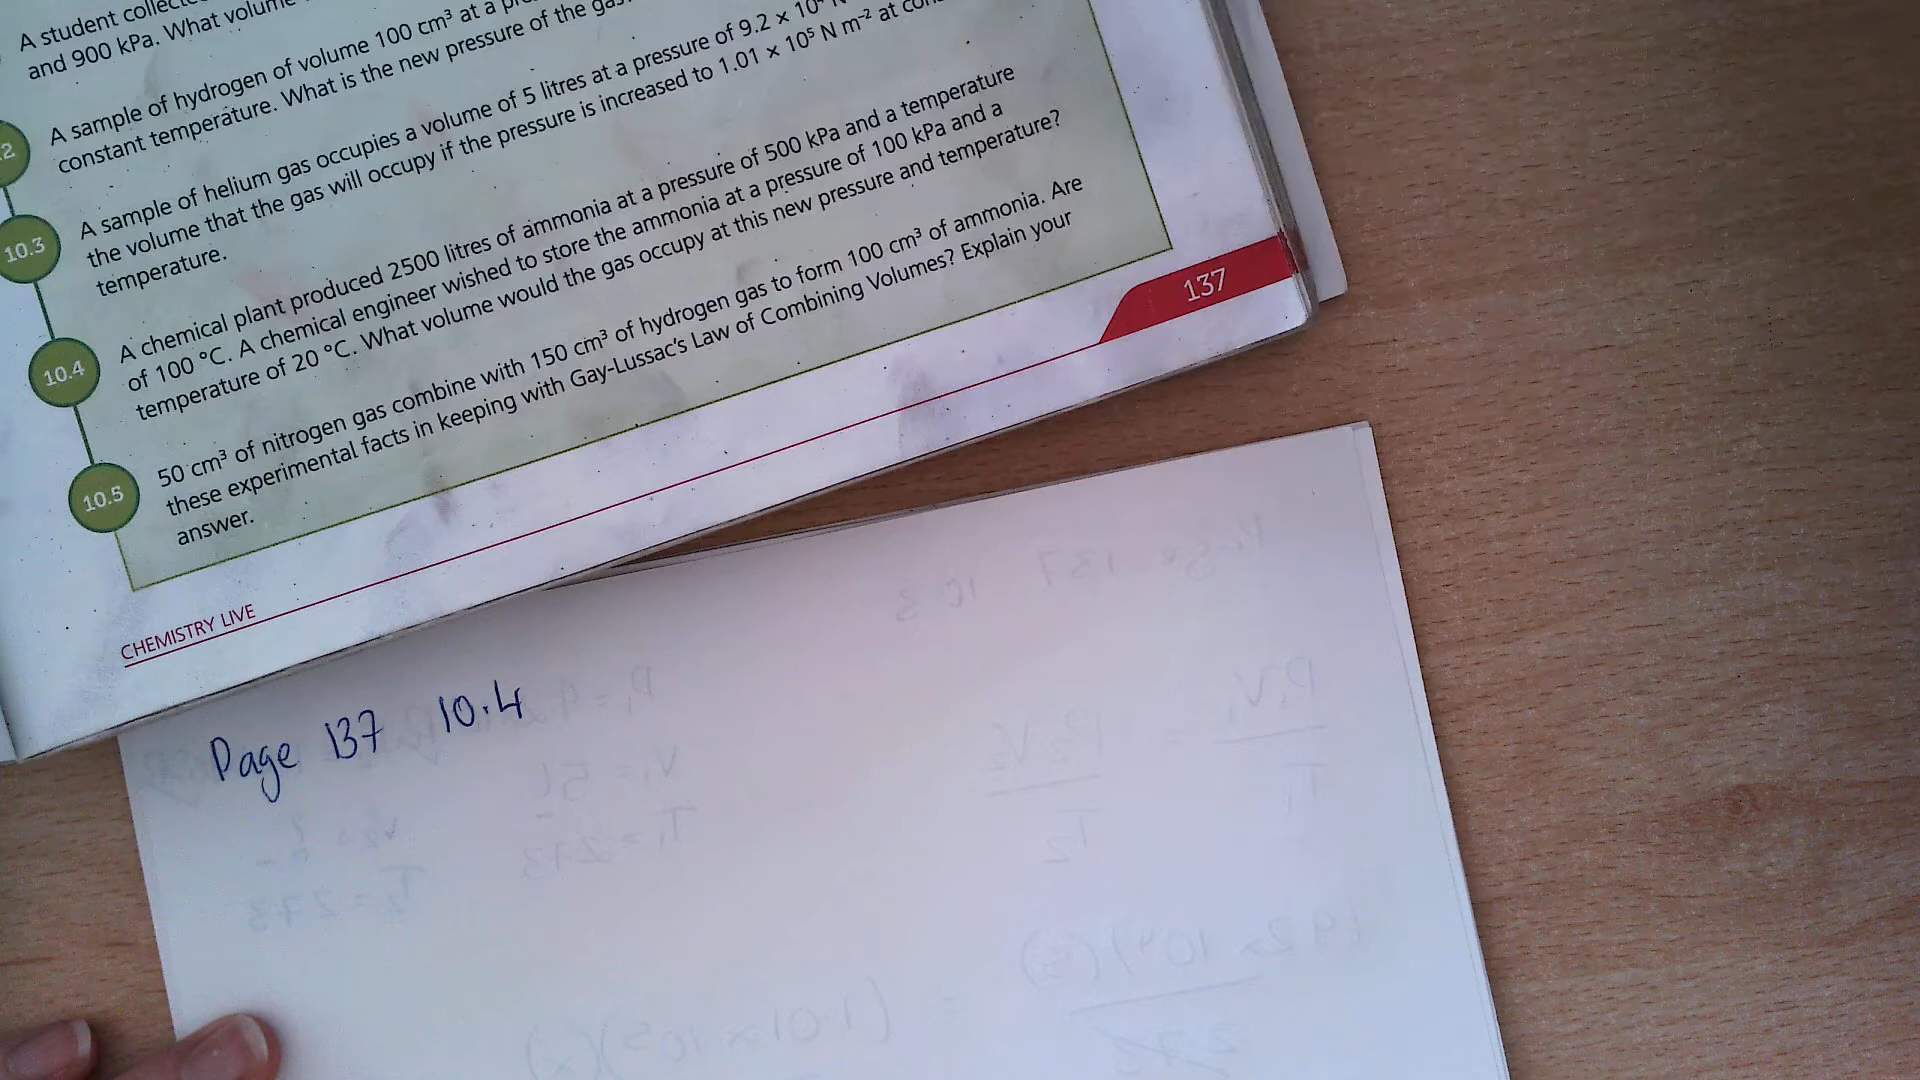 A student
and 900 kPa. What volume
A sample of hydrogen of volume 100 cm³ at a
constant temperature. What is the new pressure of the gas
A sample of helium gas occupies a volume of 5 litres at a pressure of 9.2 × 10⁴
the volume that the gas will occupy if the pressure is increased to 1.01 × 10⁵ N m⁻² at
temperature.
10.3
A chemical plant produced 2500 litres of ammonia at a pressure of 500 kPa and a temperature
of 100 °C. A chemical engineer wished to store the ammonia at a pressure of 100 kPa and a
temperature of 20 °C. What volume would the gas occupy at this new pressure and temperature?
10.4
50 cm³ of nitrogen gas combine with 150 cm³ of hydrogen gas to form 100 cm³ of ammonia. Are
these experimental facts in keeping with Gay-Lussac's Law of Combining Volumes? Explain your
answer.
10.5
137
CHEMISTRY LIVE
Page 137 10.4